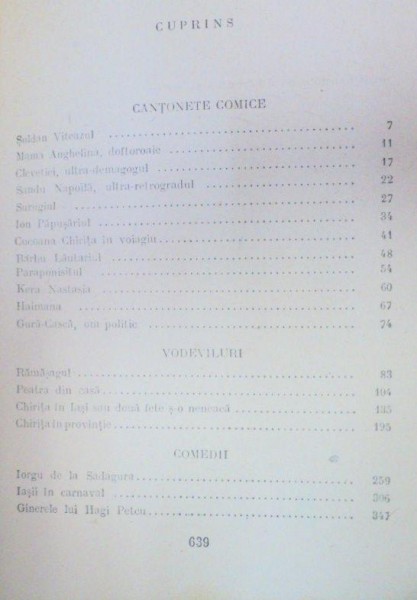 CUPRINS
CANȚONETE COMICE
Șoldan Viteazul 7
Mama Anghelina, doftoroaie 11
Clevetici, ultra-demagogul 17
Sandu Napoilă, ultra-retrogradul 22
Surugiul 27
Ion Păpușariul 34
Cocoana Chirița în voiagiu 41
Barbu Lăutariul 48
Paraponisitul 54
Kera Nastasia 60
Haimana 67
Gură-Cască, om politic 74
VODEVILURI
Rămășagul 83
Peatra din casă 104
Chirița în Iași sau două fete ș-o neneacă 135
Chirița în provincie 195
COMEDII
Iorgu de la Sadagura 259
Iașii în carnaval 306
Ginerele lui Hagi Petcu 347
639